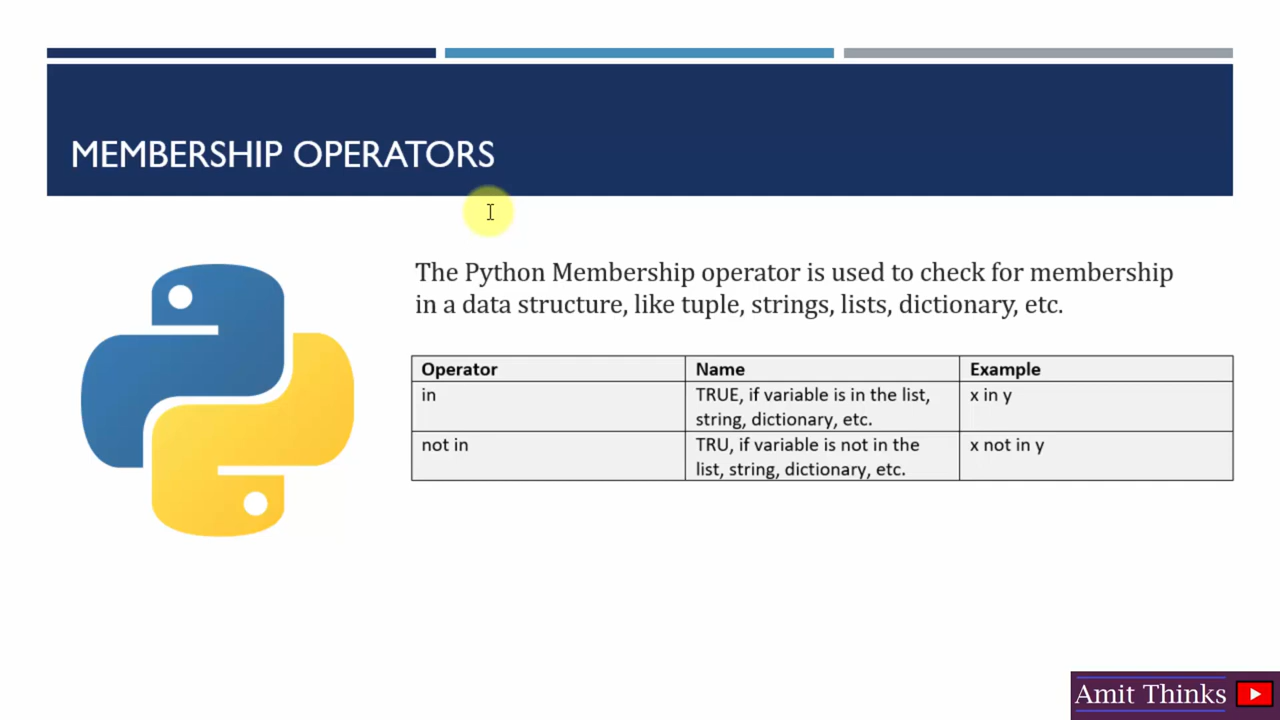 MEMBERSHIP OPERATORS
The Python Membership operator is used to check for membership
in a data structure, like tuple, strings, lists, dictionary, etc.
Operator Name Example
in TRUE, if variable is in the list, x in y
string, dictionary, etc.
not in TRU, if variable is not in the x not in y
list, string, dictionary, etc.
Amit Thinks